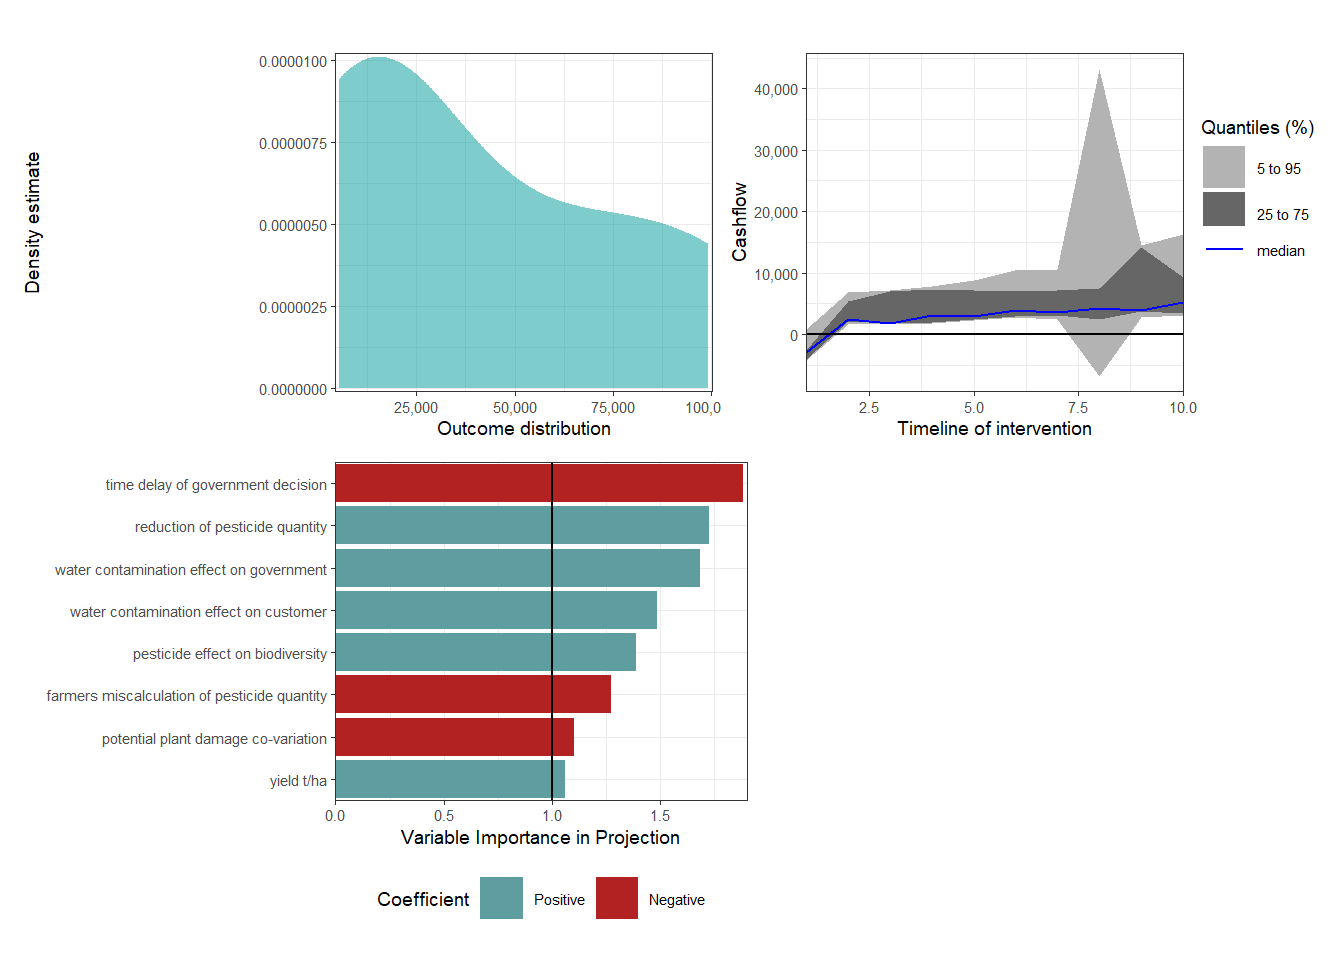 Density estimate
0.0000100
0.0000075
0.0000050
0.0000025
0.0000000
25,000 50,000 75,000 100,0
Outcome distribution
Cashflow
40,000
30,000
20,000
10,000
0
2.5 5.0 7.5 10.0
Timeline of intervention
Quantiles (%)
5 to 95
25 to 75
median
time delay of government decision
reduction of pesticide quantity
water contamination effect on government
water contamination effect on customer
pesticide effect on biodiversity
farmers miscalculation of pesticide quantity
potential plant damage co-variation
yield t/ha
0.0 0.5 1.0 1.5
Variable Importance in Projection
Coefficient Positive Negative